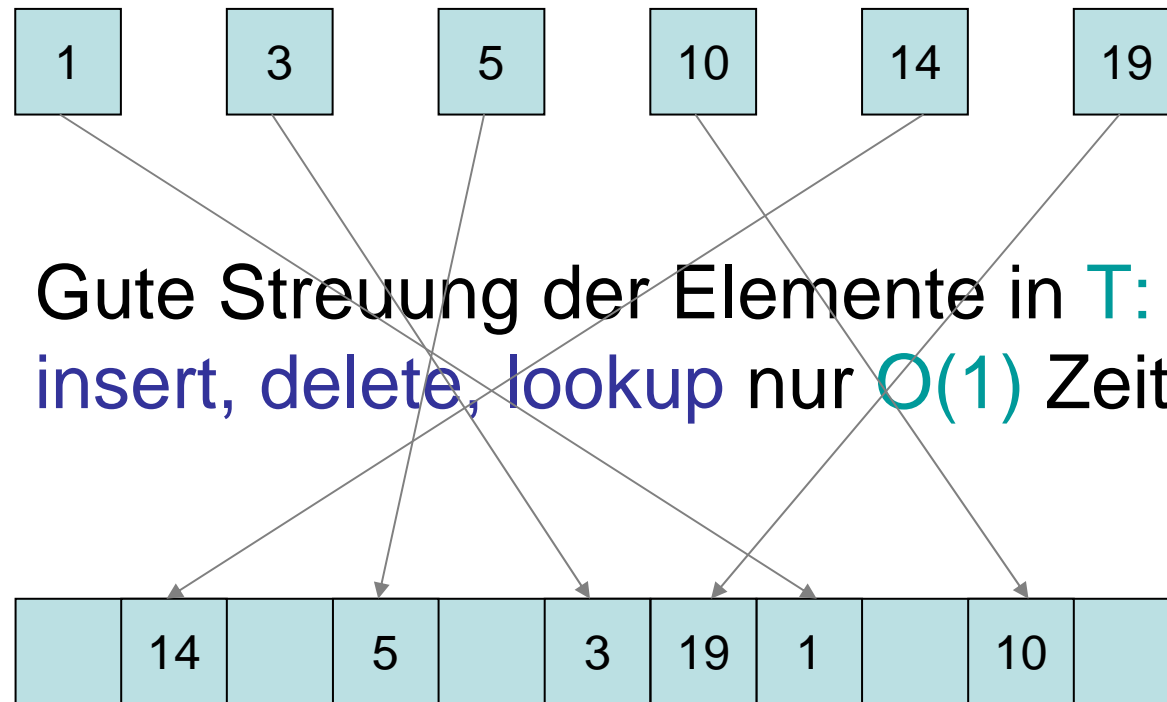 1 3 5 10 14 19
Gute Streuung der Elemente in T:
insert, delete, lookup nur O(1) Zeit
14 5 3 19 1 10